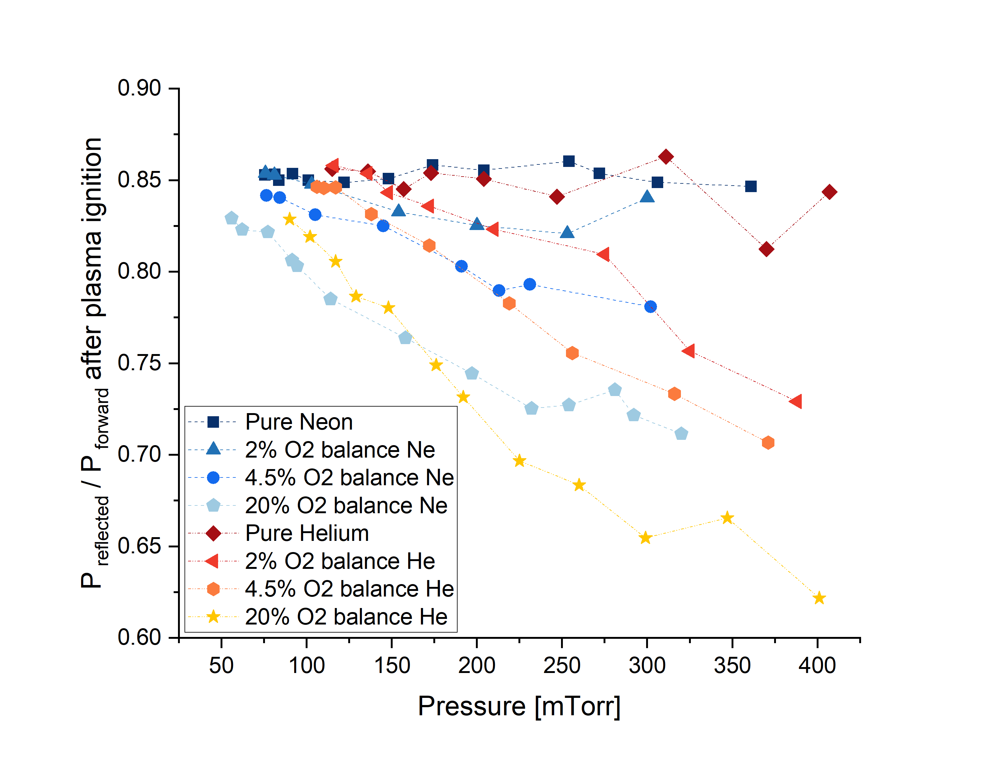 P reflected / P forward after plasma ignition
0.90
0.85
0.80
0.75
0.70
0.65
0.60
Pure Neon
2% O2 balance Ne
4.5% O2 balance Ne
20% O2 balance Ne
Pure Helium
2% O2 balance He
4.5% O2 balance He
20% O2 balance He
50 100 150 200 250 300 350 400
Pressure [mTorr]